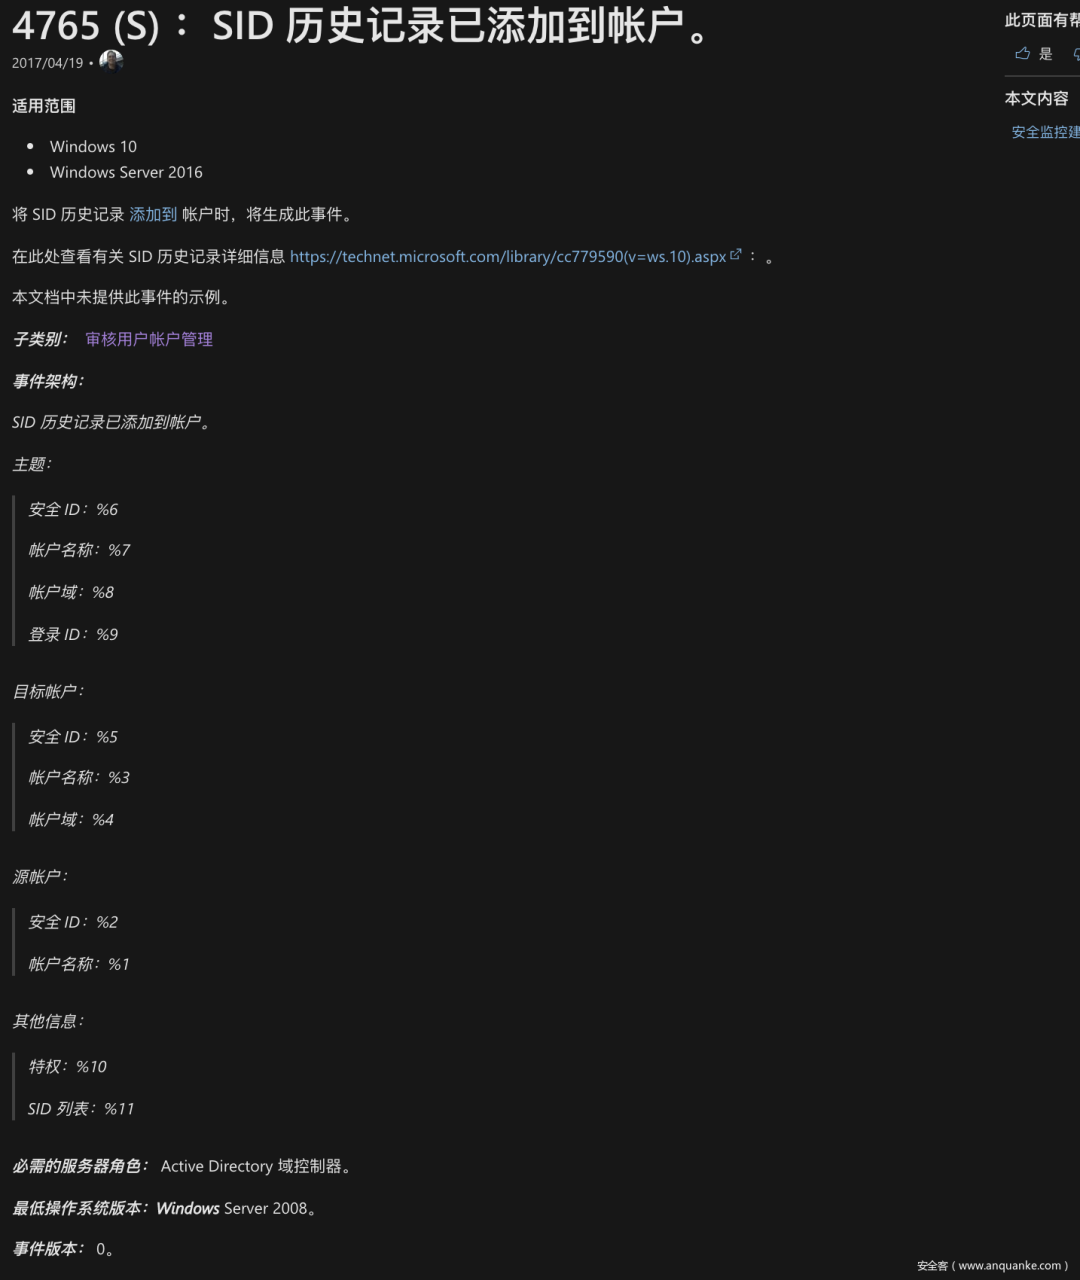 4765 (S) ：SID 历史记录已添加到帐户。
2017/04/19 •
适用范围
• Windows 10
• Windows Server 2016
将 SID 历史记录 添加到 帐户时，将生成此事件。
在此处查看有关 SID 历史记录详细信息 https://technet.microsoft.com/library/cc779590(v=ws.10).aspx ：。
本文档中未提供此事件的示例。
子类别： 审核用户帐户管理
事件架构：
SID 历史记录已添加到帐户。
主题：
安全 ID：%6
帐户名称：%7
帐户域：%8
登录 ID：%9
目标帐户：
安全 ID：%5
帐户名称：%3
帐户域：%4
源帐户：
安全 ID：%2
帐户名称：%1
其他信息：
特权：%10
SID 列表：%11
必需的服务器角色： Active Directory 域控制器。
最低操作系统版本：Windows Server 2008。
事件版本： 0。
此页面有帮
是
本文内容
安全监控建
安全客（www.anquanke.com）